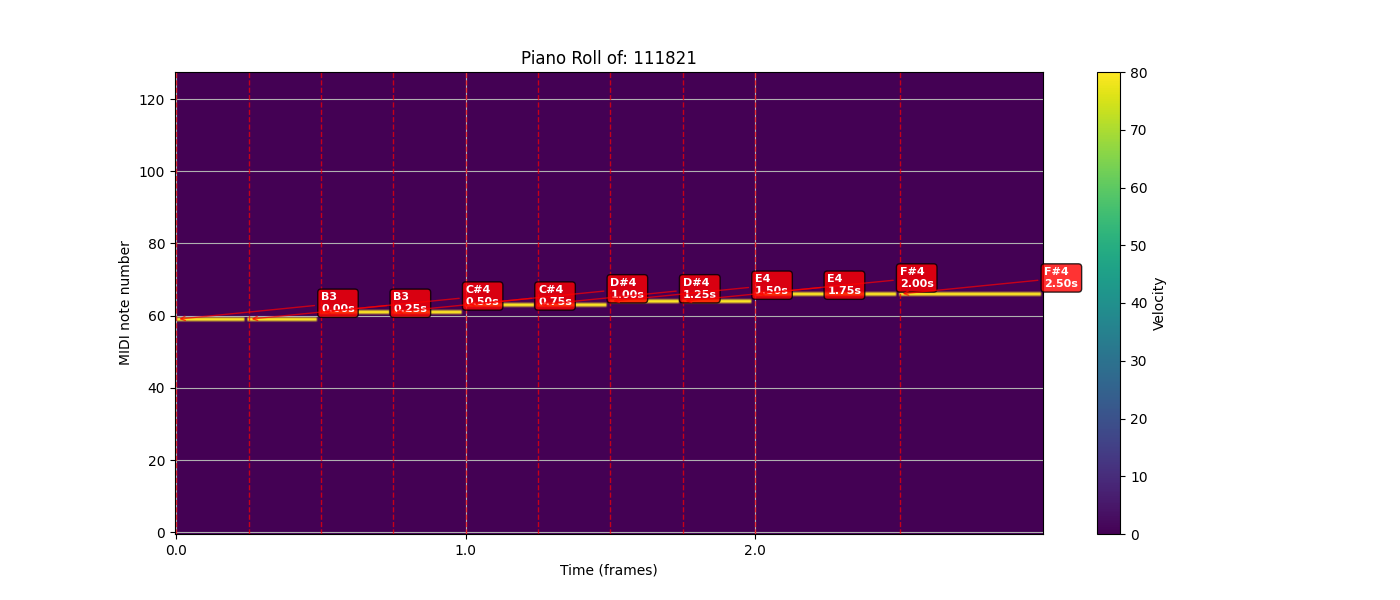 Piano Roll of: 111821
MIDI note number
120
100
80
60
40
20
0
B3
0.00s
B3
0.25s
C#4
0.50s
C#4
0.75s
D#4
1.00s
D#4
1.25s
E4
1.50s
E4
1.75s
F#4
2.00s
F#4
2.50s
0.0
1.0
2.0
Time (frames)
80
70
60
50
40
30
20
10
0
Velocity